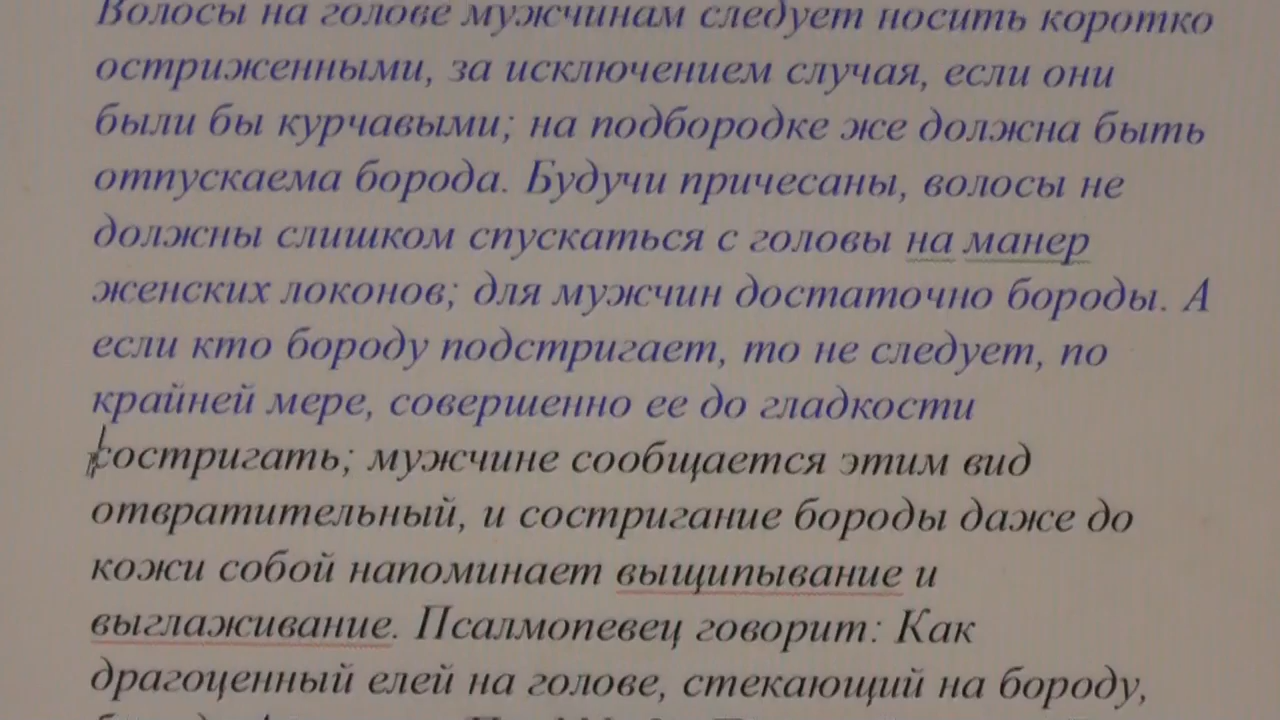 Волосы на голове мужчинам следует носить коротко
остриженными, за исключением случая, если они
были бы курчавыми; на подбородке же должна быть
отпускаема борода. Будучи причесаны, волосы не
должны слишком спускаться с головы на манер
женских локонов; для мужчин достаточно бороды. А
если кто бороду подстригает, то не следует, по
крайней мере, совершенно ее до гладкости
состригать; мужчине сообщается этим вид
отвратительный, и состригание бороды даже до
кожи собой напоминает выщипывание и
выглаживание. Псалмопевец говорит: Как
драгоценный елей на голове, стекающий на бороду,